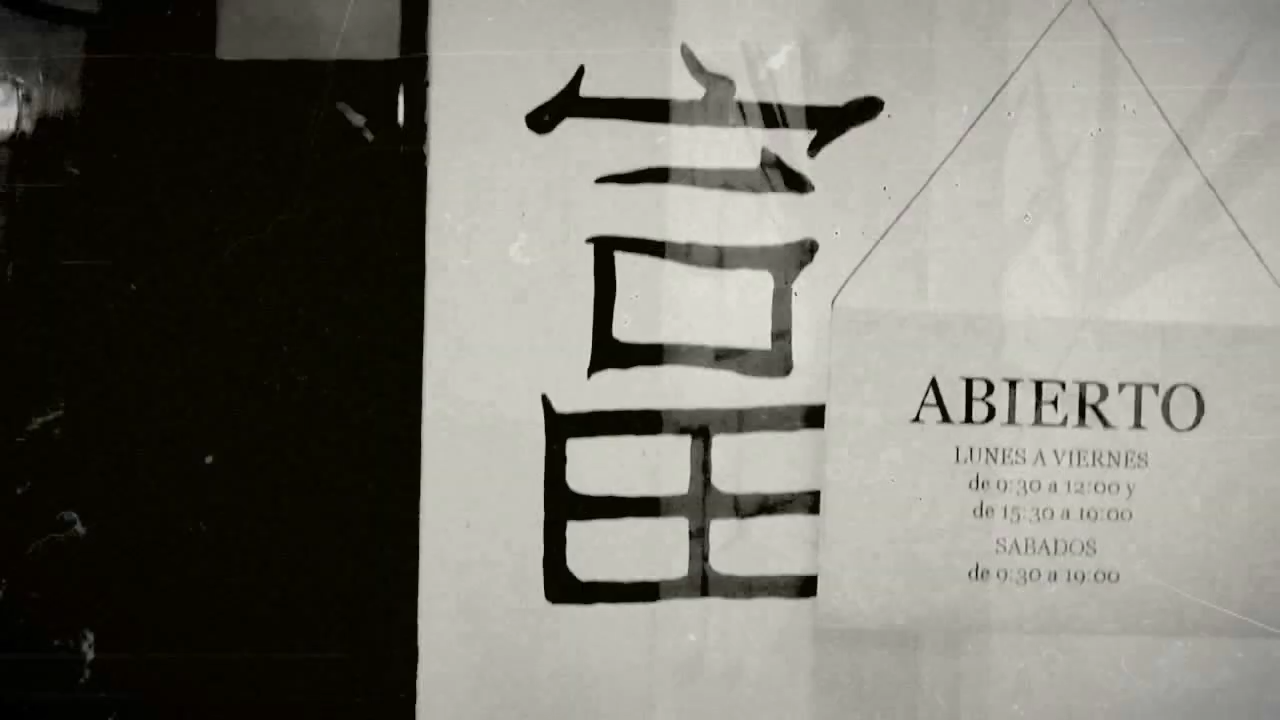 富
ABIERTO
LUNES A VIERNES
de 9:30 a 12:00 y
de 15:30 a 19:00
SABADOS
de 9:30 a 19:00